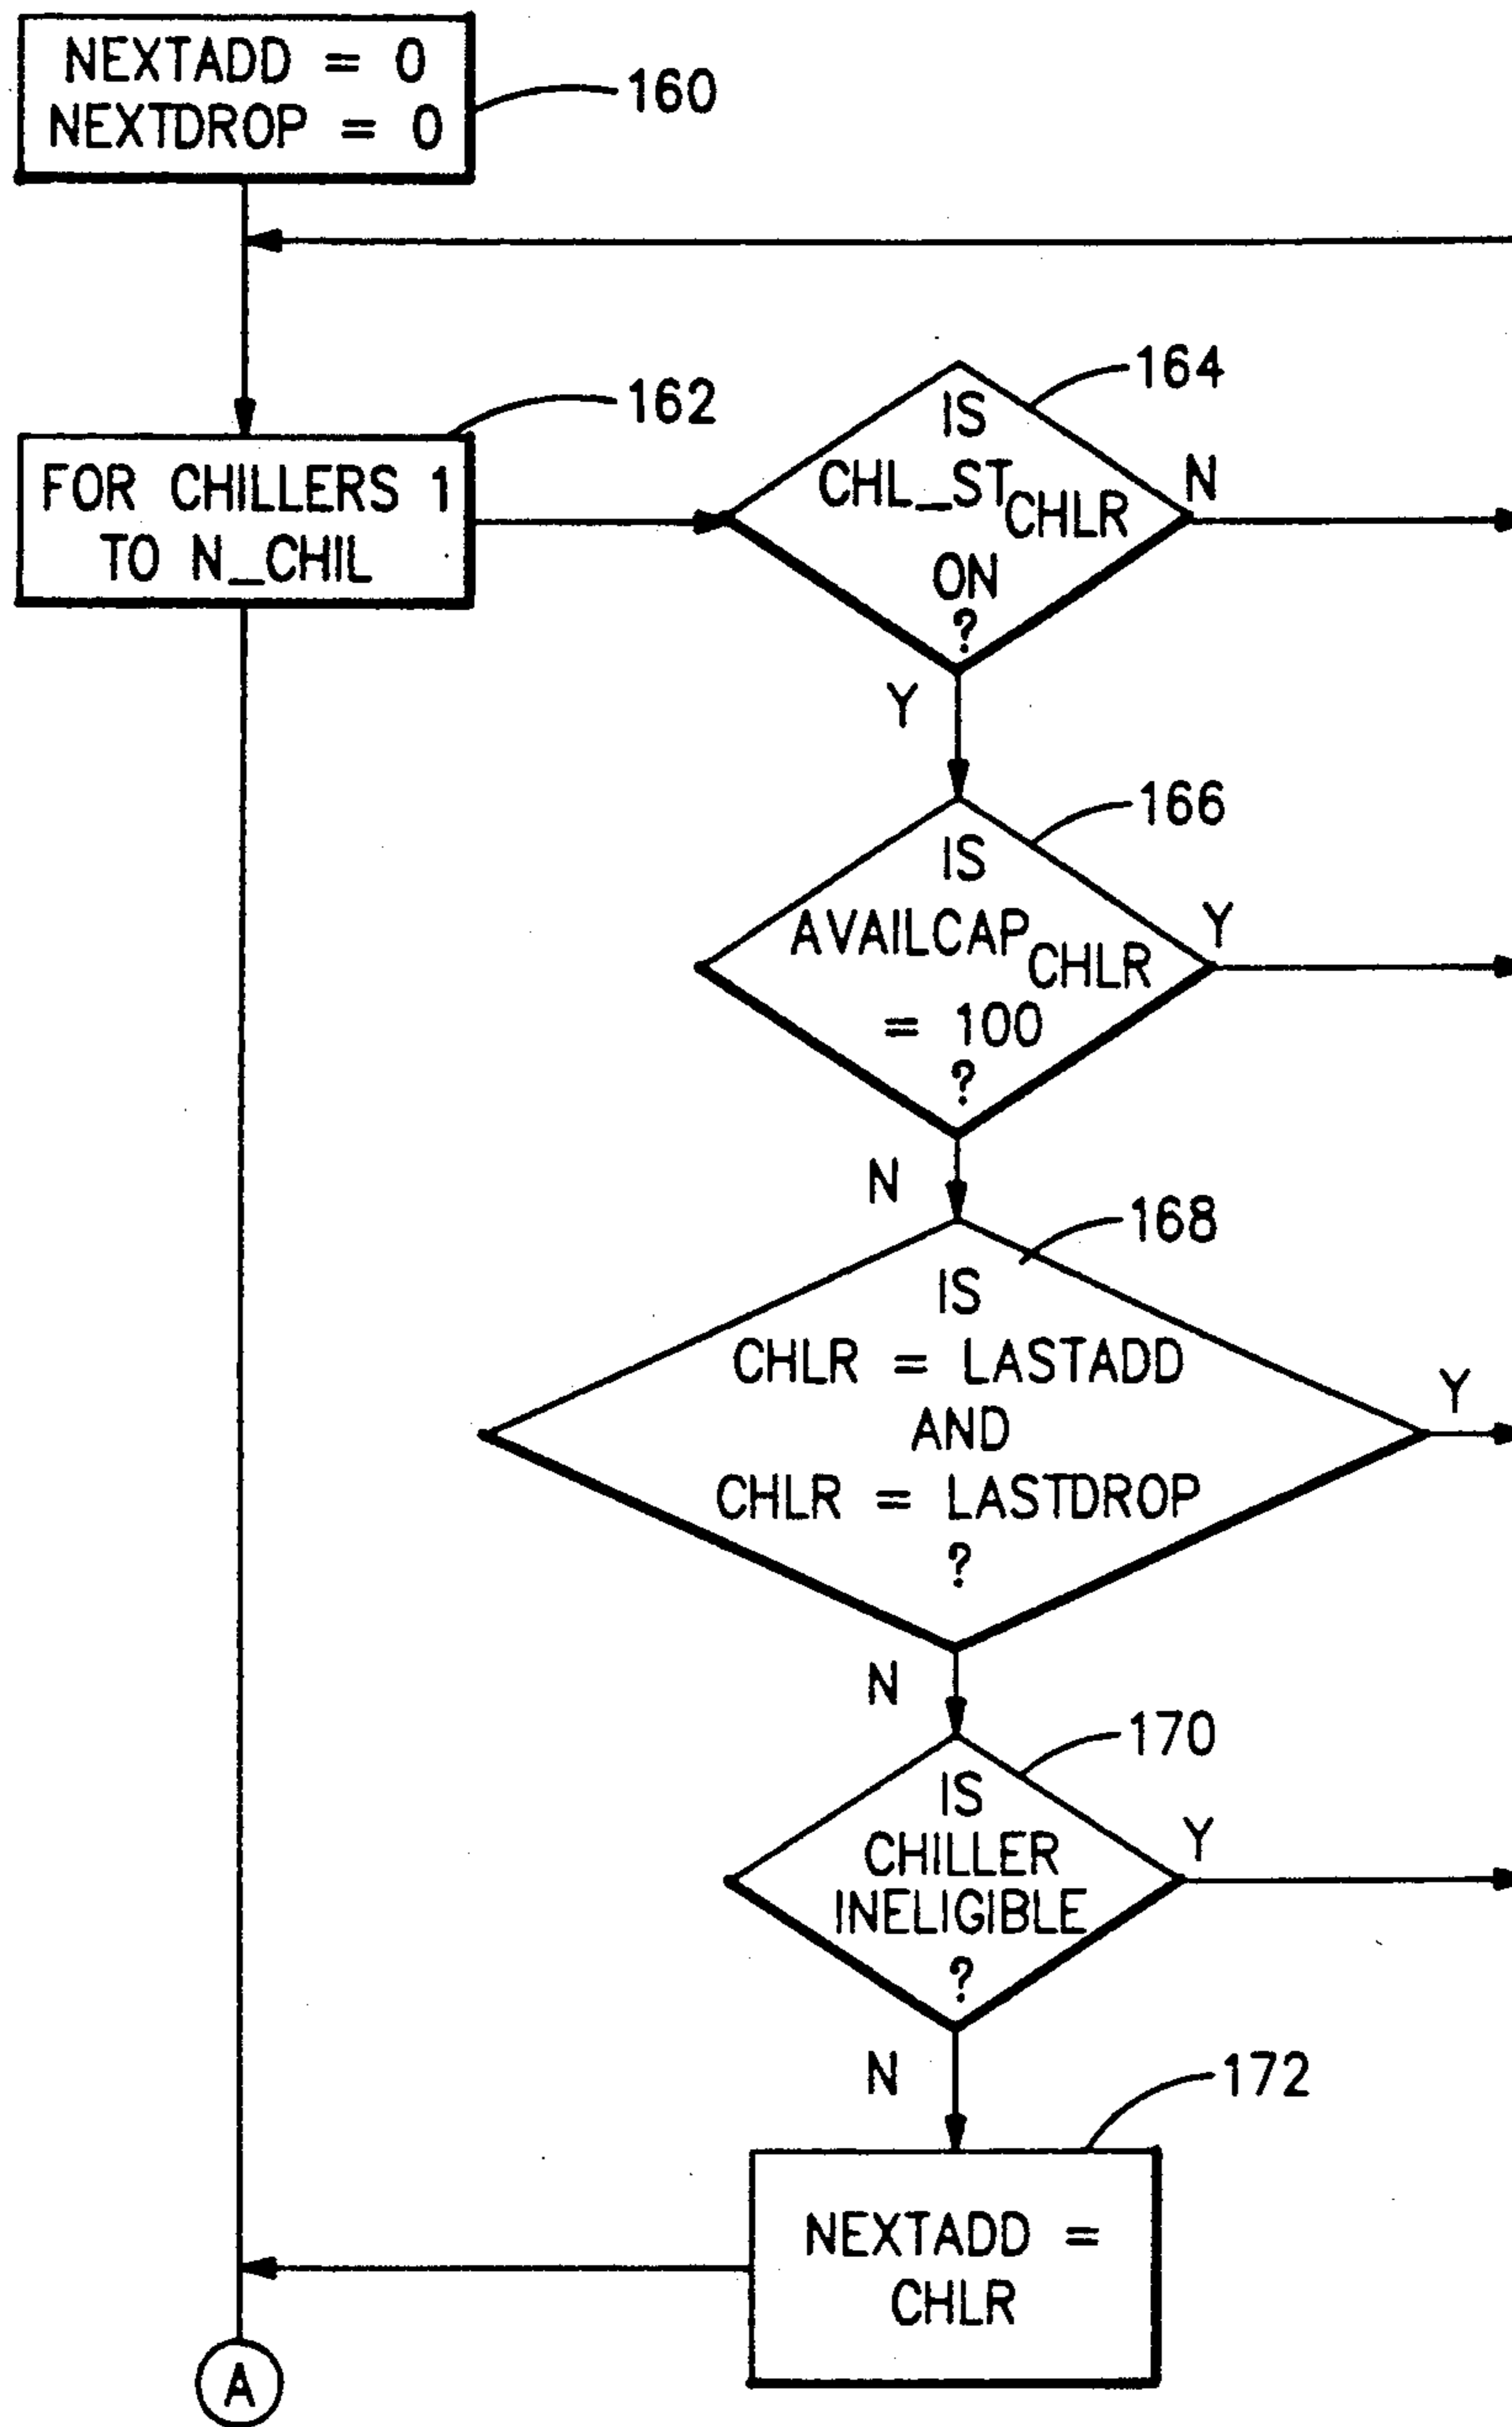 NEXTADD = 0
NEXTDROP = 0
160
FOR CHILLERS 1
TO N_CHIL
162
IS
CHL_ST CHLR
ON
?
164
N
Y
IS
AVAILCAP CHLR
= 100
?
166
Y
N
IS
CHLR = LASTADD
AND
CHLR = LASTDROP
?
168
Y
N
IS
CHILLER
INELIGIBLE
?
170
Y
N
NEXTADD =
CHLR
172
A